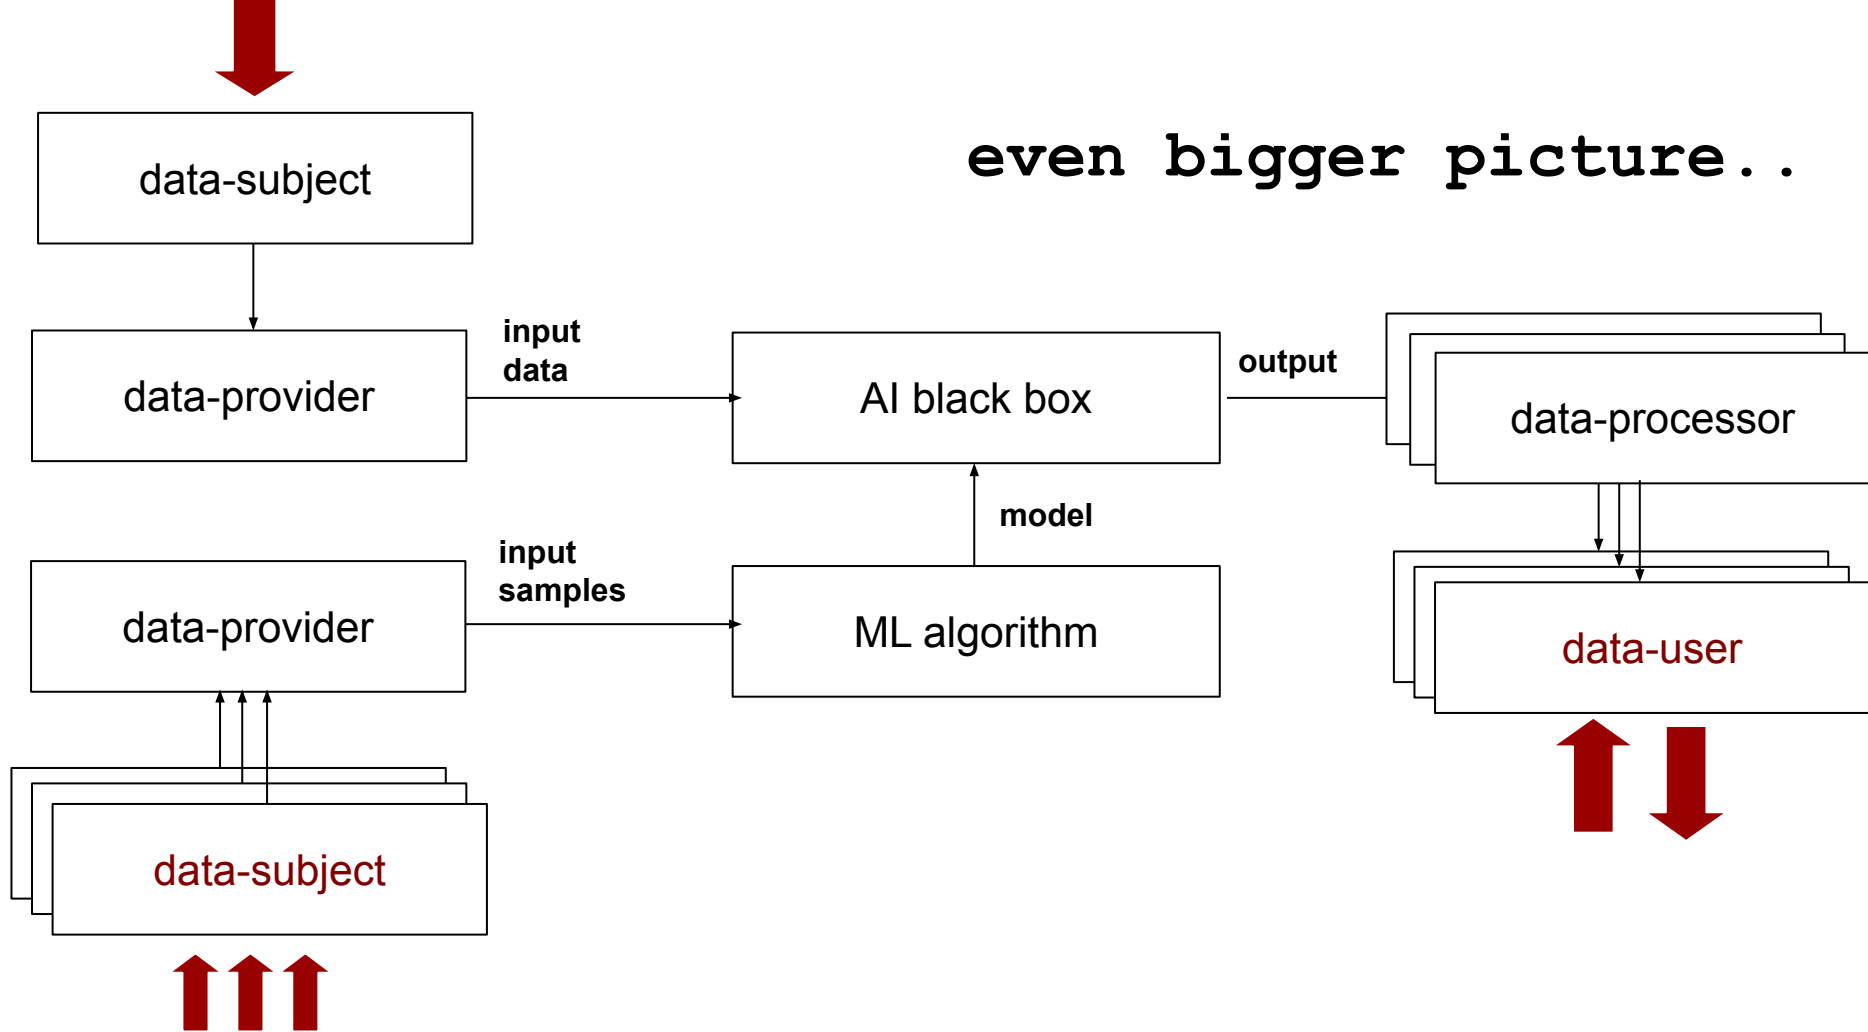 even bigger picture..
data-subject
data-provider
input
data
AI black box
output
data-processor
model
data-provider
input
samples
ML algorithm
data-user
data-subject